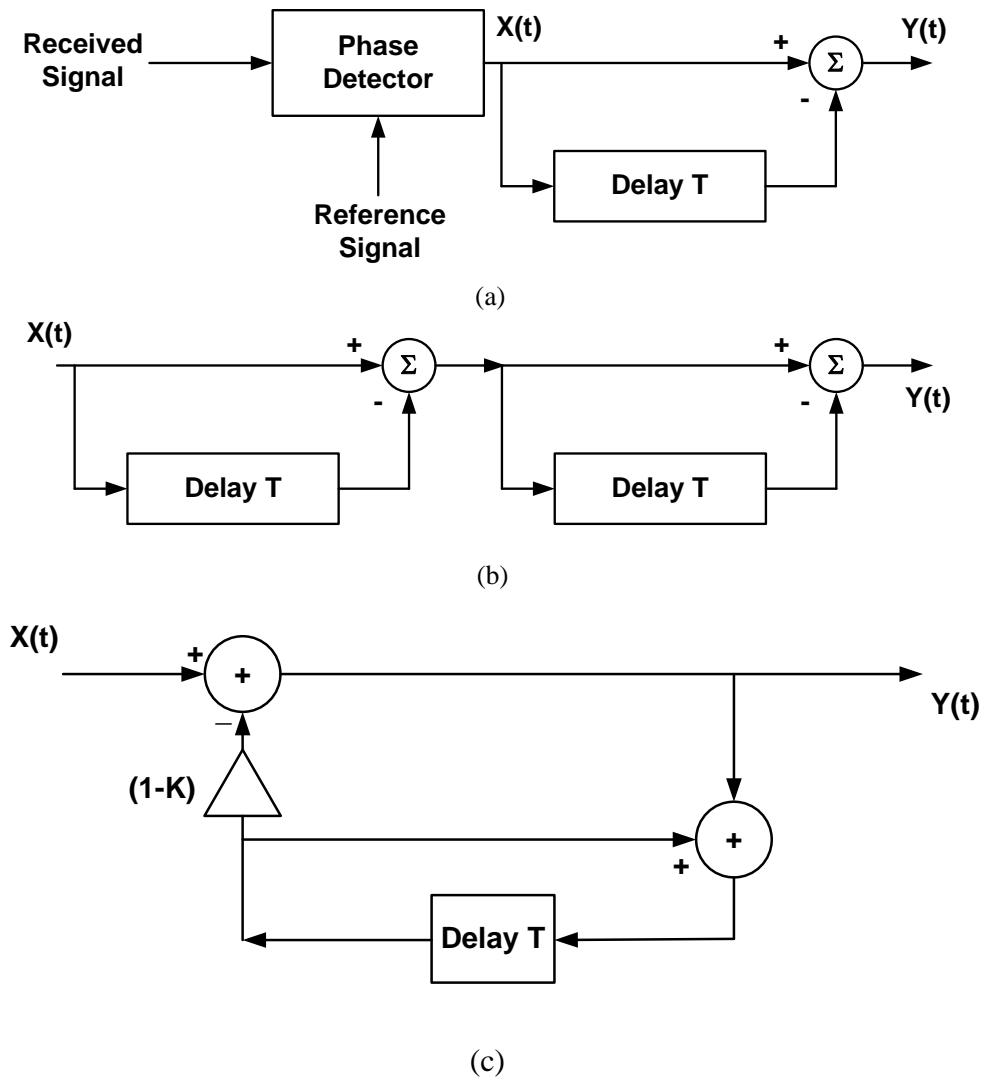 Received
Signal
Phase
Detector
X(t)
+
Σ
Y(t)
-
Delay T
Reference
Signal
(a)
X(t)
+
Σ
-
+
Σ
-
Y(t)
Delay T
Delay T
(b)
X(t)
+
+
Y(t)
–
(1-K)
+
+
Delay T
(c)